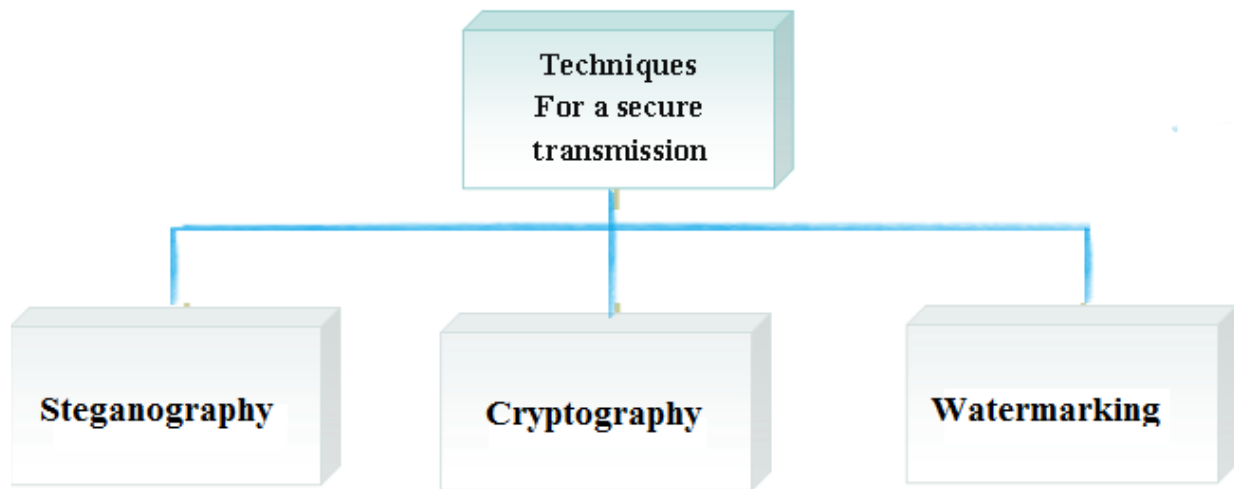 Techniques
For a secure
transmission
Steganography
Cryptography
Watermarking